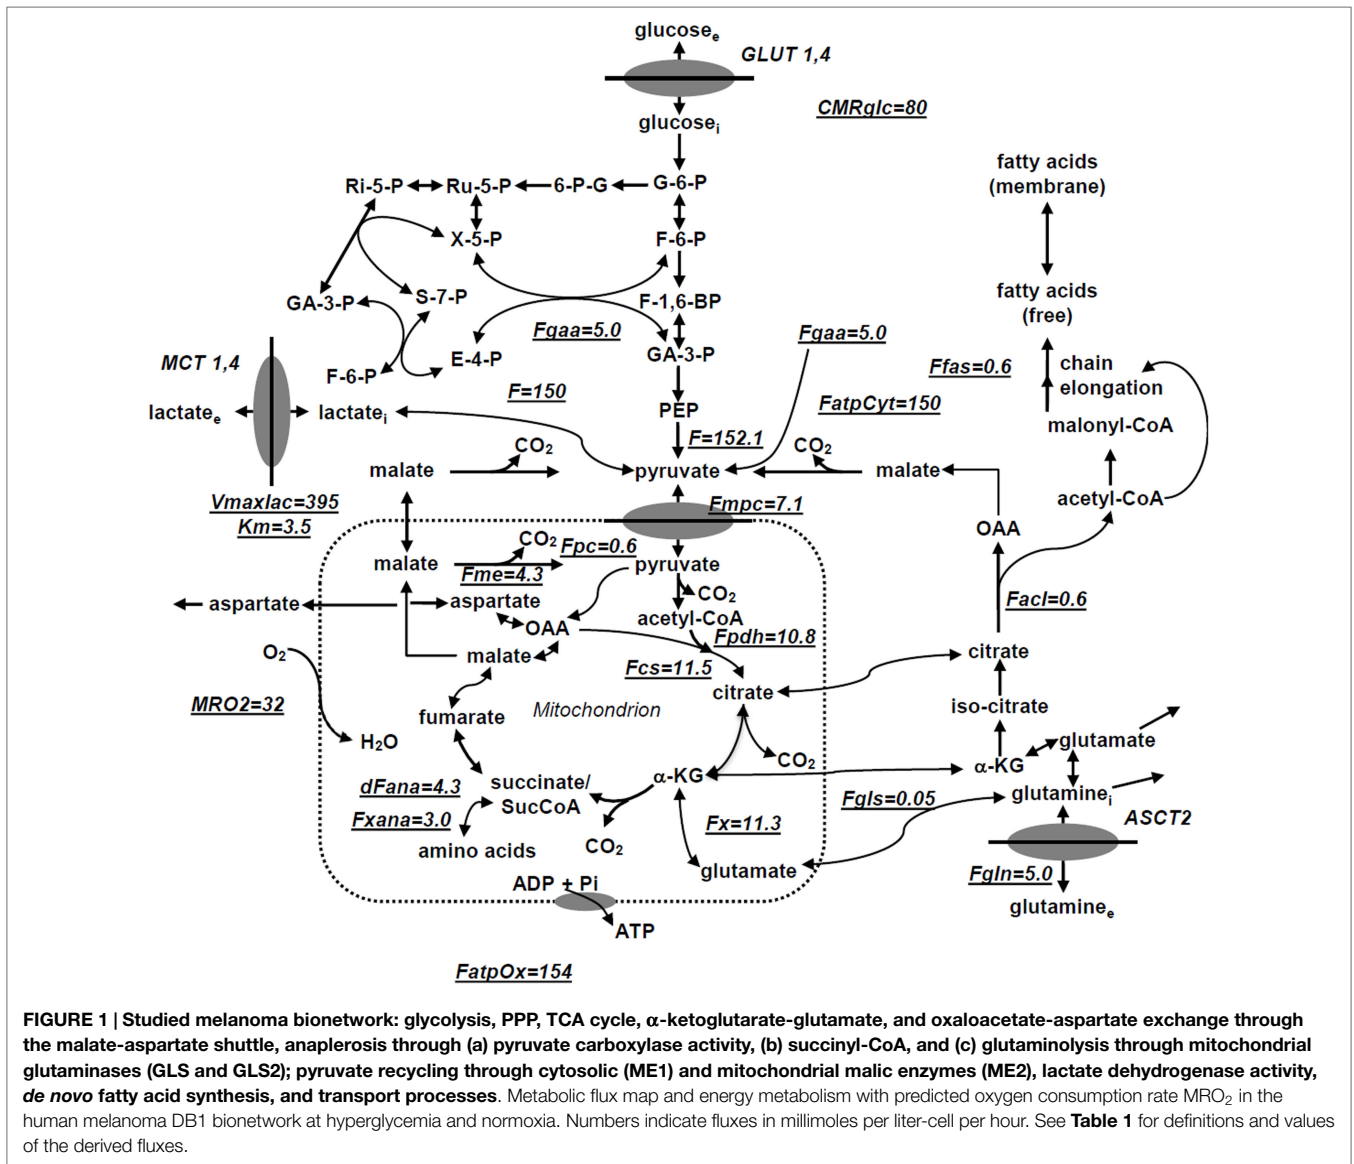 glucoseₑ
GLUT 1,4
CMRglc=80
glucoseᵢ
fatty acids
(membrane)
Ri-5-P
Ru-5-P
6-P-G
G-6-P
X-5-P
F-6-P
fatty acids
(free)
GA-3-P
S-7-P
F-1,6-BP
Fgaa=5.0
Fgaa=5.0
MCT 1,4
E-4-P
GA-3-P
Ffas=0.6
chain
elongation
F-6-P
F=150
PEP
FatpCyt=150
lactateₑ
lactateᵢ
malonyl-CoA
F=152.1
CO₂
CO₂
malate
pyruvate
malate
Vmaxlac=395
Km=3.5
Fmpc=7.1
acetyl-CoA
OAA
CO₂
Fpc=0.6
malate
Fme=4.3
pyruvate
CO₂
aspartate
aspartate
acetyl-CoA
Facl=0.6
OAA
Fpdh=10.8
O₂
malate
Fcs=11.5
citrate
citrate
MRO2=32
fumarate
Mitochondrion
iso-citrate
H₂O
CO₂
glutamate
α-KG
α-KG
dFana=4.3
succinate/
SucCoA
Fgls=0.05
glutamineᵢ
ASCT2
Fxana=3.0
Fx=11.3
amino acids
CO₂
glutamate
Fgln=5.0
ADP + Pi
glutamineₑ
ATP
FatpOx=154
FIGURE 1 | Studied melanoma bionetwork: glycolysis, PPP, TCA cycle, α-ketoglutarate-glutamate, and oxaloacetate-aspartate exchange through
the malate-aspartate shuttle, anaplerosis through (a) pyruvate carboxylase activity, (b) succinyl-CoA, and (c) glutaminolysis through mitochondrial
glutaminases (GLS and GLS2); pyruvate recycling through cytosolic (ME1) and mitochondrial malic enzymes (ME2), lactate dehydrogenase activity,
de novo fatty acid synthesis, and transport processes. Metabolic flux map and energy metabolism with predicted oxygen consumption rate MRO₂ in the
human melanoma DB1 bionetwork at hyperglycemia and normoxia. Numbers indicate fluxes in millimoles per liter-cell per hour. See Table 1 for definitions and values
of the derived fluxes.